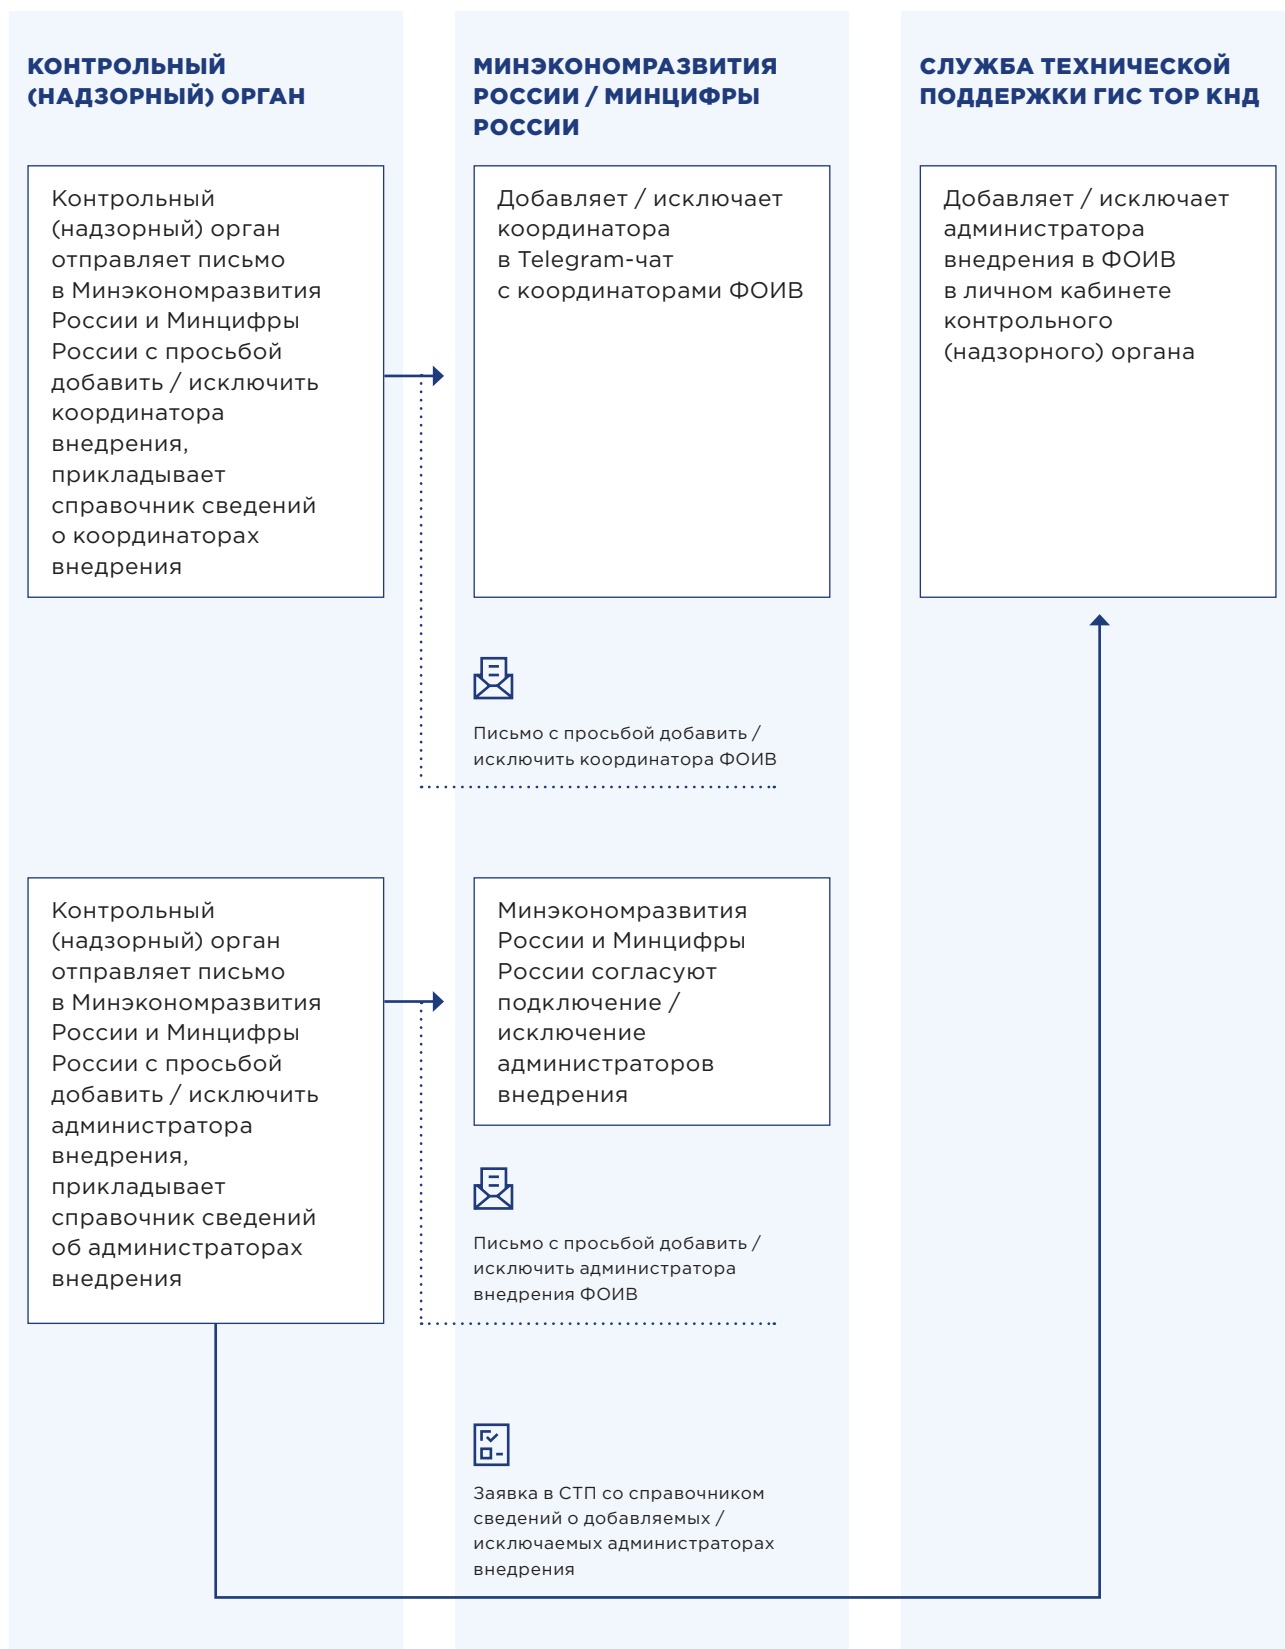 КОНТРОЛЬНЫЙ
(НАДЗОРНЫЙ) ОРГАН
МИНЭКОНОМРАЗВИТИЯ
РОССИИ / МИНЦИФРЫ
РОССИИ
СЛУЖБА ТЕХНИЧЕСКОЙ
ПОДДЕРЖКИ ГИС ТОР КНД
Контрольный
(надзорный) орган
отправляет письмо
в Минэкономразвития
России и Минцифры
России с просьбой
добавить / исключить
координатора
внедрения,
прикладывает
справочник сведений
о координаторах
внедрения
Добавляет / исключает
координатора
в Telegram-чат
с координаторами ФОИВ
Добавляет / исключает
администратора
внедрения в ФОИВ
в личном кабинете
контрольного
(надзорного) органа
Письмо с просьбой добавить /
исключить координатора ФОИВ
Контрольный
(надзорный) орган
отправляет письмо
в Минэкономразвития
России и Минцифры
России с просьбой
добавить / исключить
администратора
внедрения,
прикладывает
справочник сведений
об администраторах
внедрения
Минэкономразвития
России и Минцифры
России согласуют
подключение /
исключение
администраторов
внедрения
Письмо с просьбой добавить /
исключить администратора
внедрения ФОИВ
Заявка в СТП со справочником
сведений о добавляемых /
исключаемых администраторах
внедрения